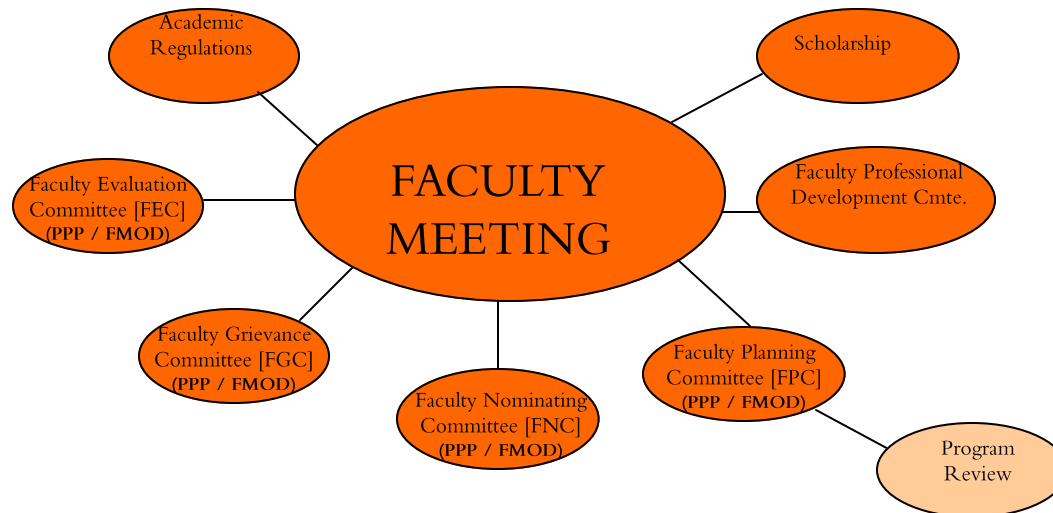 Academic
Regulations
Scholarship
FACULTY
MEETING
Faculty Evaluation
Committee [FEC]
(PPP / FMOD)
Faculty Professional
Development Cmte.
Faculty Grievance
Committee [FGC]
(PPP / FMOD)
Faculty Nominating
Committee [FNC]
(PPP / FMOD)
Faculty Planning
Committee [FPC]
(PPP / FMOD)
Program
Review